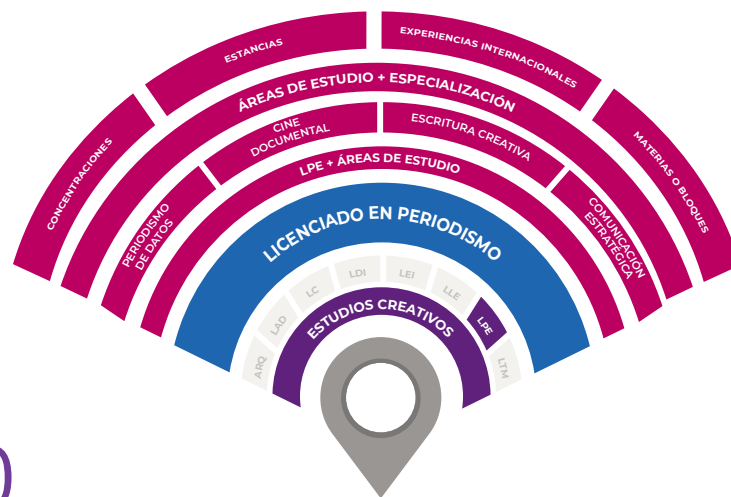 CONCENTRACIONES
ESTANCIAS
EXPERIENCIAS INTERNACIONALES
MATERIAS O BLOQUES
ÁREAS DE ESTUDIO + ESPECIALIZACIÓN
PERIODISMO
DE DATOS
CINE
DOCUMENTAL
ESCRITURA CREATIVA
COMUNICACIÓN
ESTRATÉGICA
LPE + ÁREAS DE ESTUDIO
LICENCIADO EN PERIODISMO
ARQ
LAD
LC
LDI
LEI
LLE
LPE
LTM
ESTUDIOS CREATIVOS